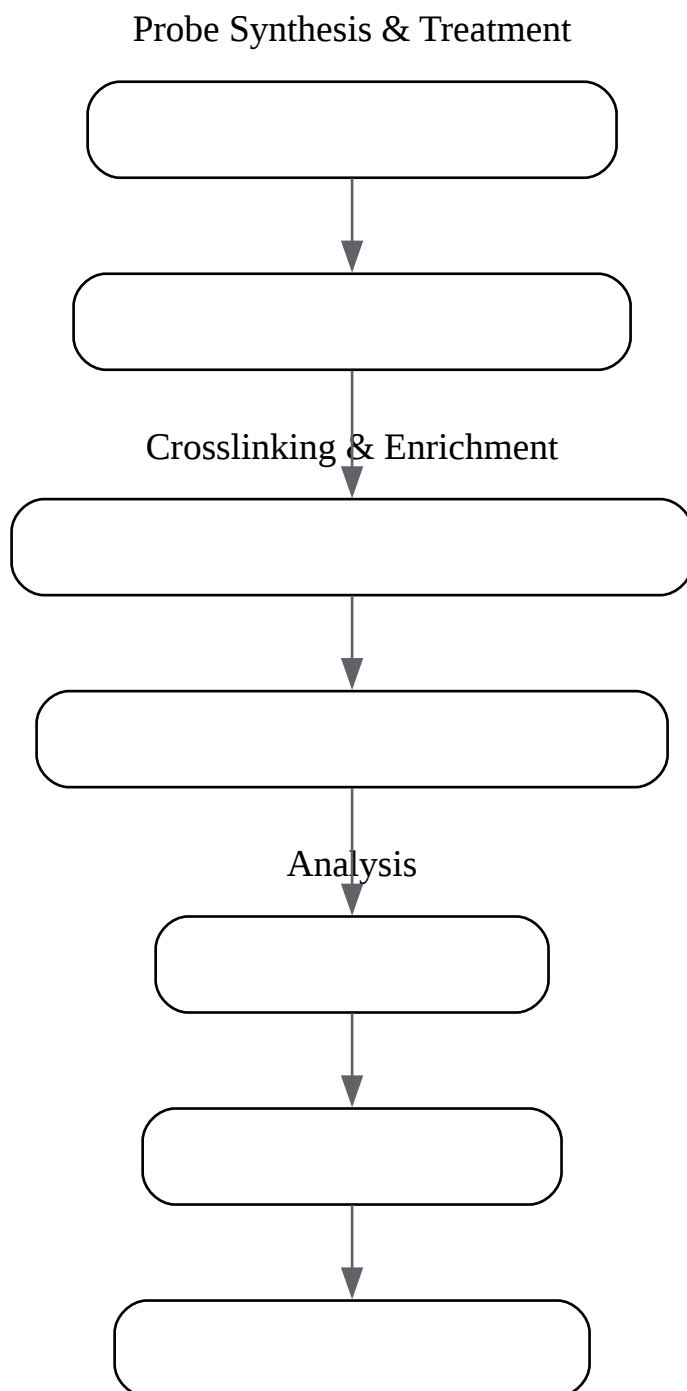 Probe Synthesis & Treatment
Crosslinking & Enrichment
Analysis